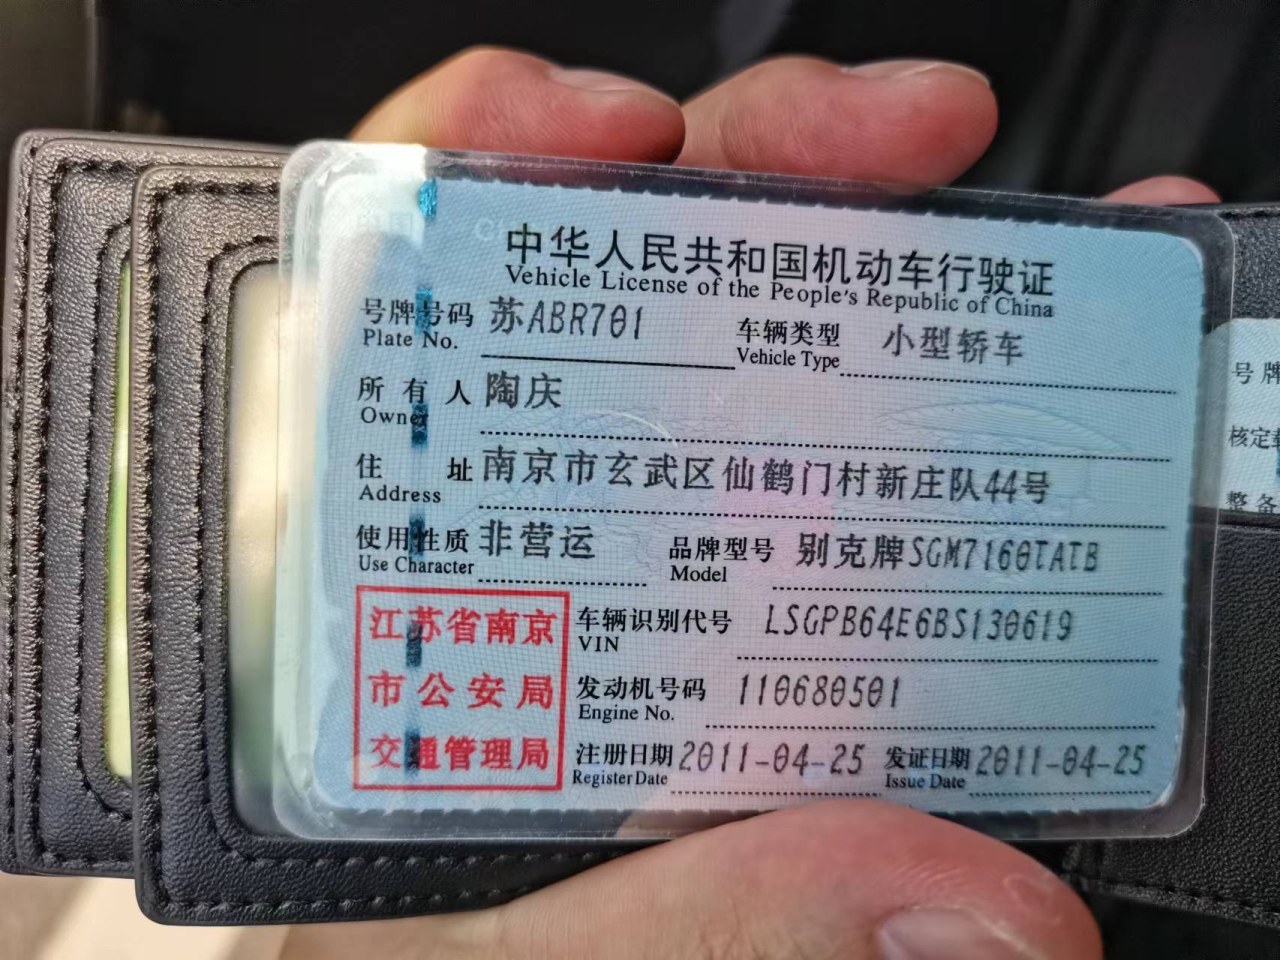 中华人民共和国机动车行驶证
Vehicle License of the People's Republic of China
号牌号码 苏ABR701 车辆类型 小型轿车
Plate No. Vehicle Type
所有人 陶庆
Owner
住址 南京市玄武区仙鹤门村新庄队44号
Address
使用性质 非营运 品牌型号 别克牌SGM7160TATB
Use Character Model
江苏省南京
市公安局
交通管理局
车辆识别代号 LSGPB64E6BS130619
VIN
发动机号码 110680501
Engine No.
注册日期 2011-04-25 发证日期 2011-04-25
Register Date Issue Date
号牌
核定
整备